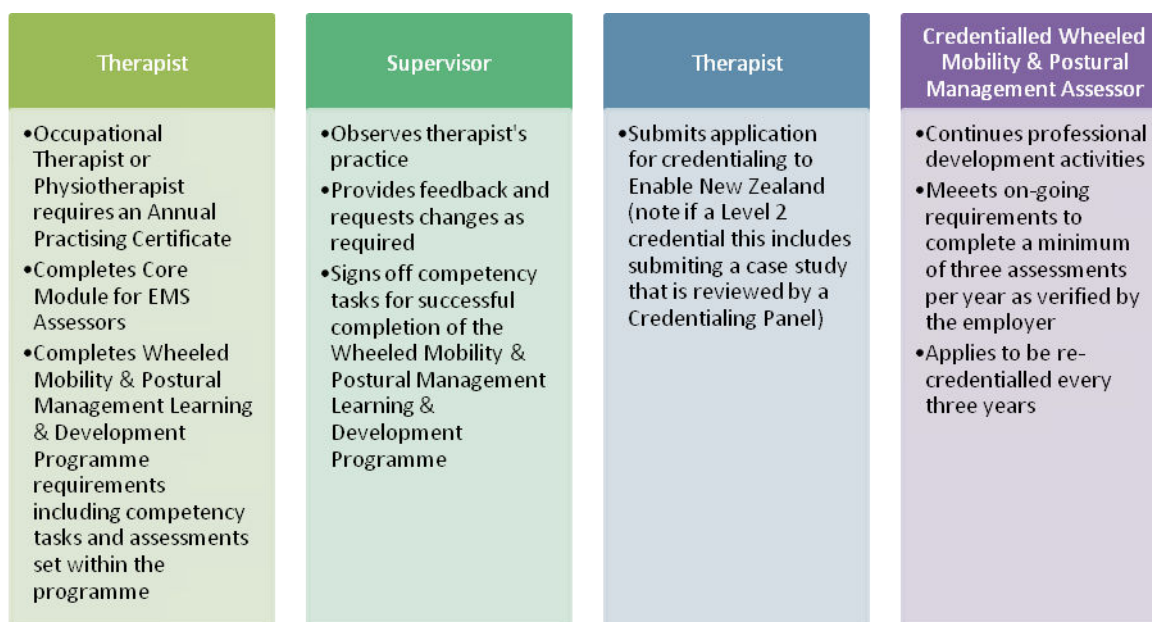 Therapist
•Occupational
Therapist or
Physiotherapist
requires an Annual
Practising Certificate
•Completes Core
Module for EMS
Assessors
•Completes Wheeled
Mobility & Postural
Management Learning
& Development
Programme
requirements
including competency
tasks and assessments
set within the
programme
Supervisor
•Observes therapist's
practice
•Provides feedback and
requests changes as
required
•Signs off competency
tasks for successful
completion of the
Wheeled Mobility &
Postural Management
Learning &
Development
Programme
Therapist
•Submits application
for credentialing to
Enable New Zealand
(note if a Level 2
credential this includes
submiting a case study
that is reviewed by a
Credentialing Panel)
Credentialled Wheeled
Mobility & Postural
Management Assessor
•Continues professional
development activities
•Meeets on-going
requirements to
complete a minimum
of three assessments
per year as verified by
the employer
•Applies to be re-
credentialled every
three years